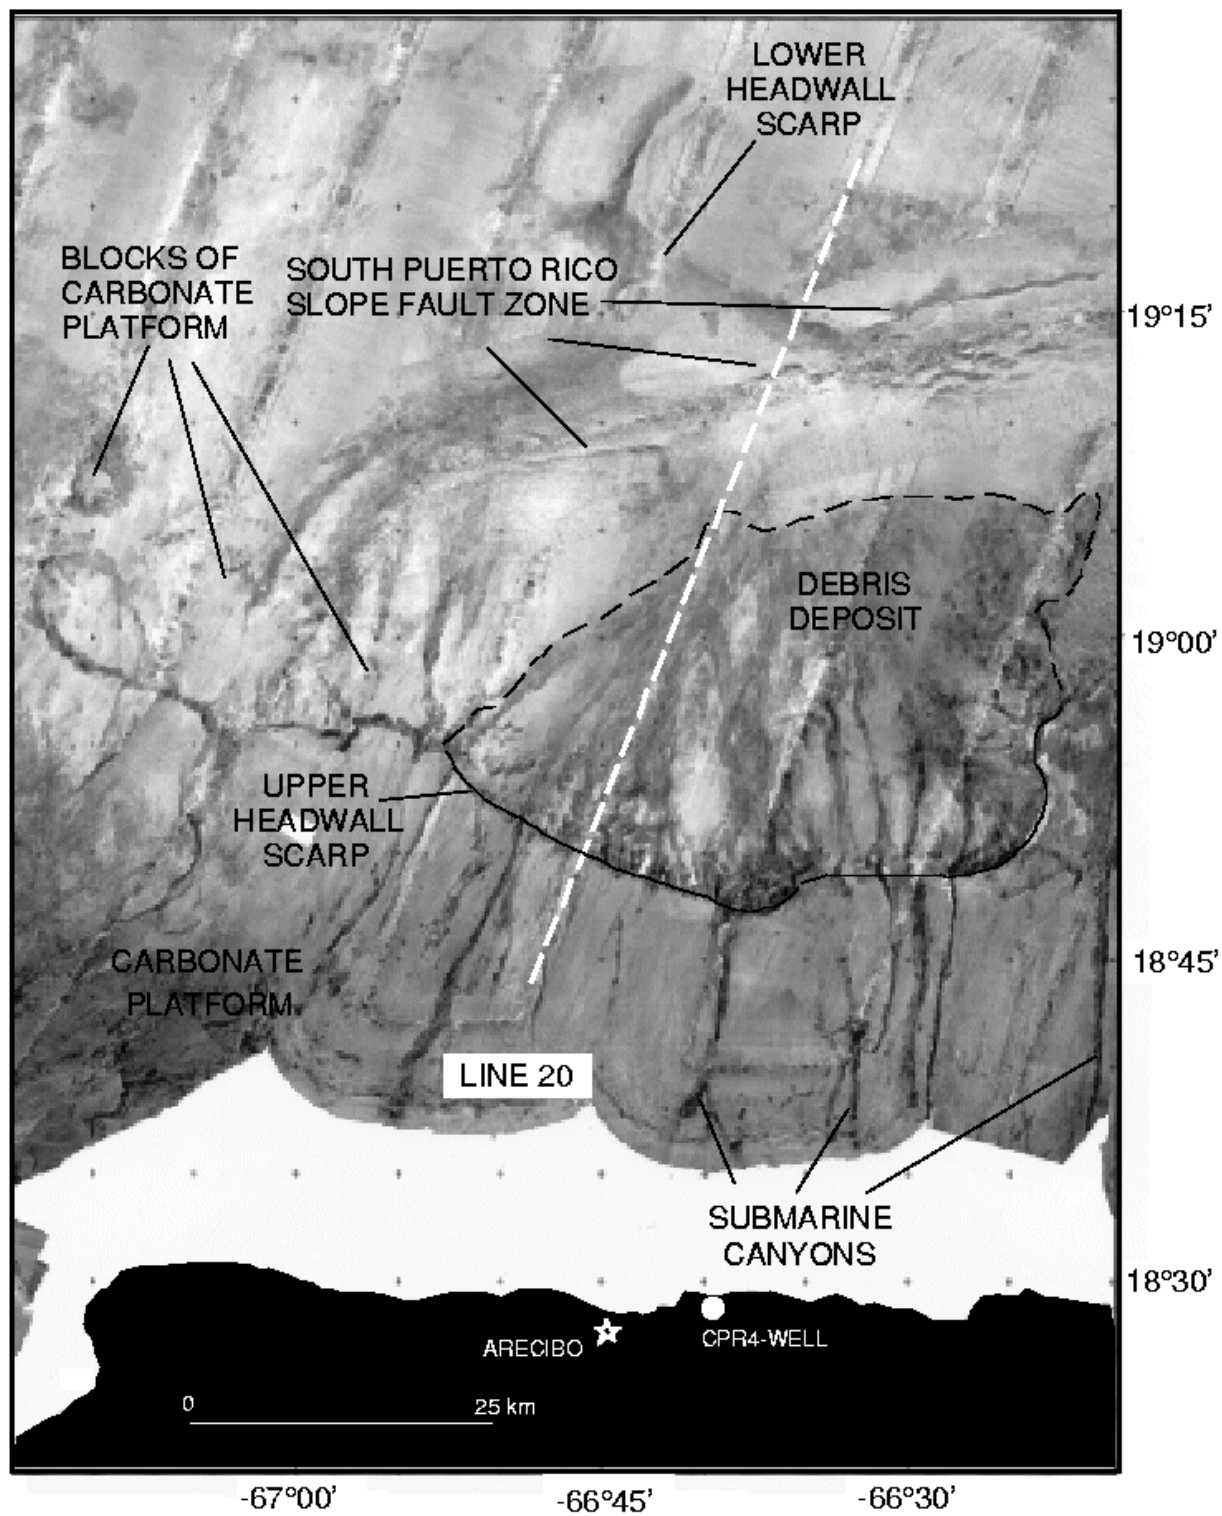 LOWER
HEADWALL
SCARP
BLOCKS OF
CARBONATE
PLATFORM
SOUTH PUERTO RICO
SLOPE FAULT ZONE
19°15'
DEBRIS
DEPOSIT
19°00'
UPPER
HEADWALL
SCARP
CARBONATE
PLATFORM
18°45'
LINE 20
SUBMARINE
CANYONS
18°30'
ARECIBO
CPR4-WELL
0 25 km
-67°00' -66°45' -66°30'